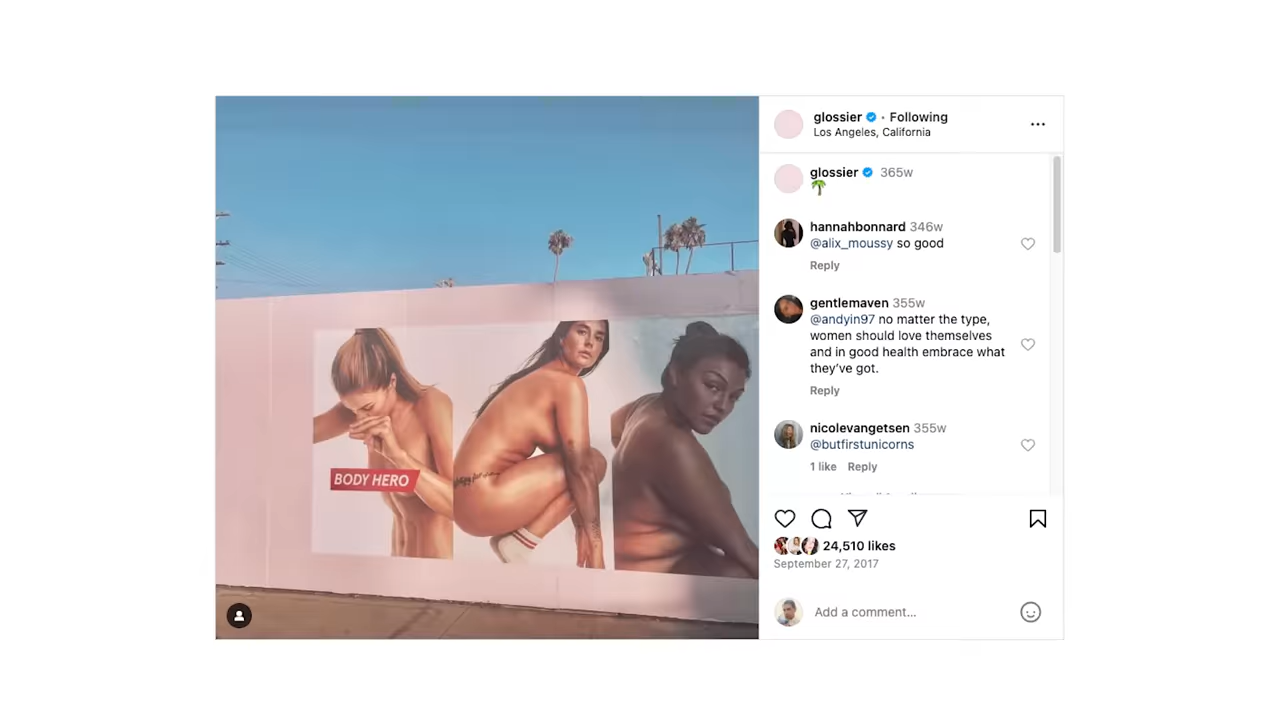 BODY HERO
glossier • Following
Los Angeles, California
glossier 365w
🌴
hannahbonnard 346w
@alix_moussy so good
Reply
gentlemaven 355w
@andyin97 no matter the type,
women should love themselves
and in good health embrace what
they've got.
Reply
nicolevangetsen 355w
@butfirstunicorns
1 like Reply
24,510 likes
September 27, 2017
Add a comment...